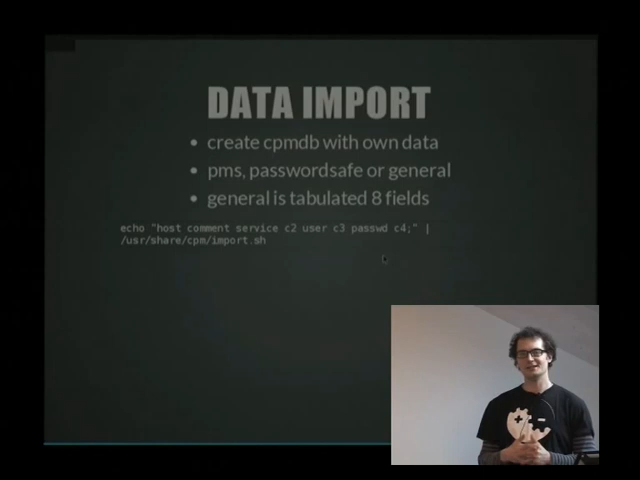 DATA IMPORT
• create cpmdb with own data
• pms, passwordsafe or general
• general is tabulated 8 fields
echo "host comment service c2 user c3 passwd c4;" |
/usr/share/cpm/import.sh